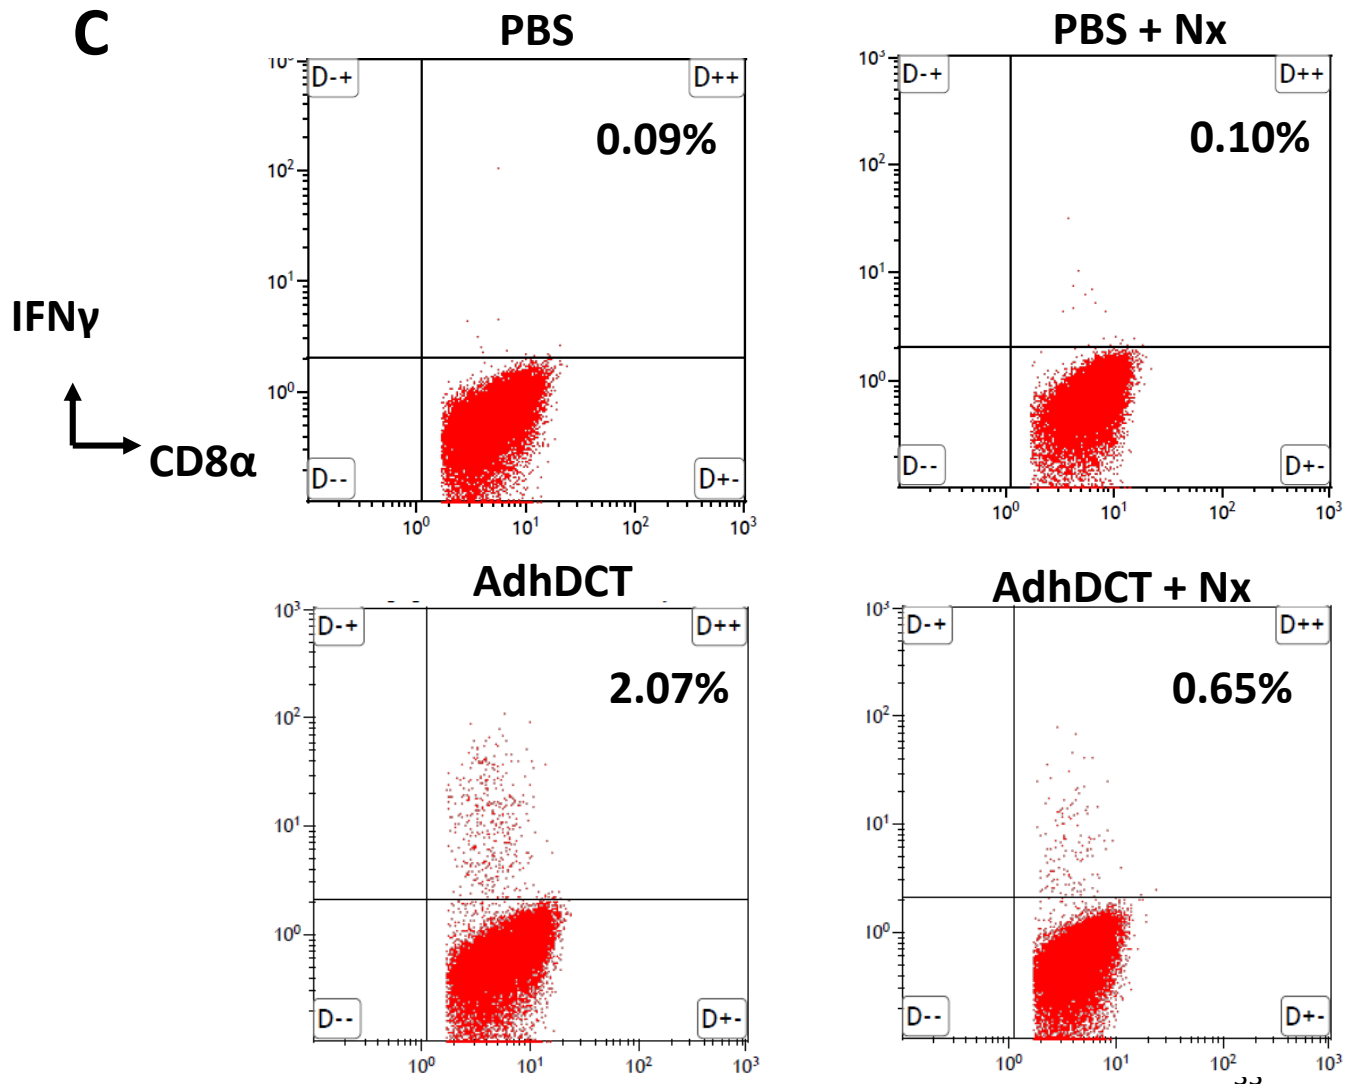 C
PBS
PBS + Nx
D-+
D++
0.09%
10³
10²
10¹
10⁰
D--
D+-
10⁰ 10¹ 10² 10³
D-+
D++
0.10%
10³
10²
10¹
10⁰
D--
D+-
10⁰ 10¹ 10² 10³
IFNγ
CD8α
AdhDCT
AdhDCT + Nx
D-+
D++
2.07%
10³
10²
10¹
10⁰
D--
D+-
10⁰ 10¹ 10² 10³
D-+
D++
0.65%
10³
10²
10¹
10⁰
D--
D+-
10⁰ 10¹ 10² 10³